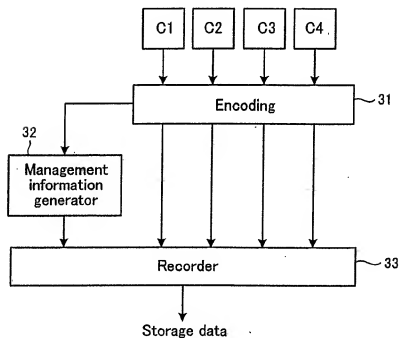 C1 C2 C3 C4
Encoding
31
32
Management
information
generator
Recorder
33
Storage data